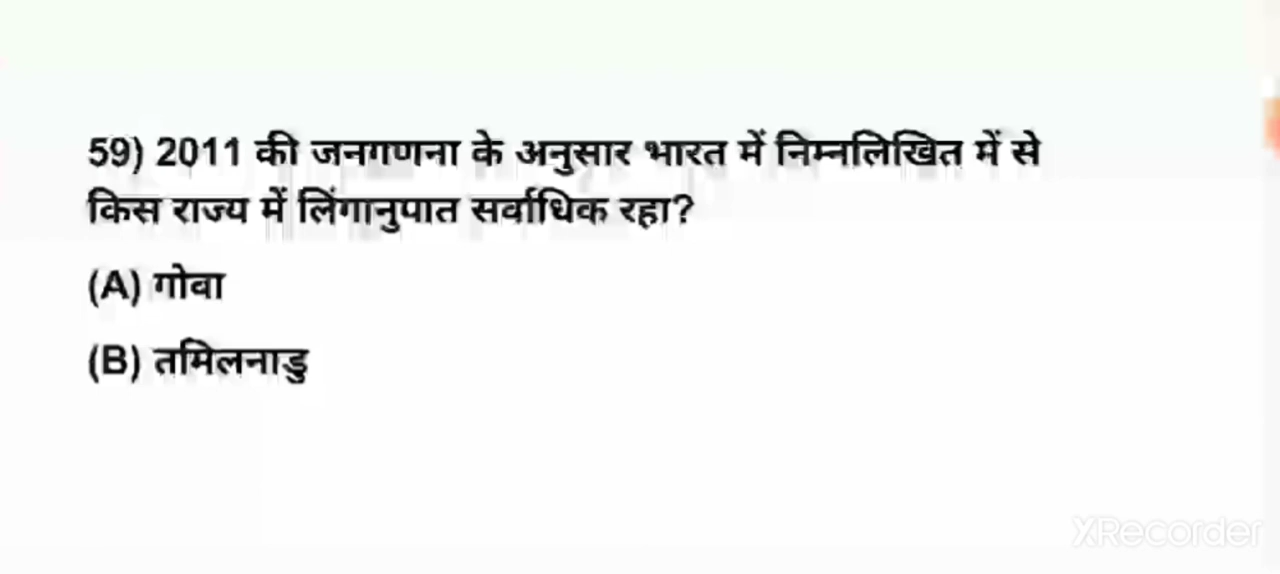 59) 2011 की जनगणना के अनुसार भारत में निम्नलिखित में से
किस राज्य में लिंगानुपात सर्वाधिक रहा?
(A) गोवा
(B) तमिलनाडु
XRecorder